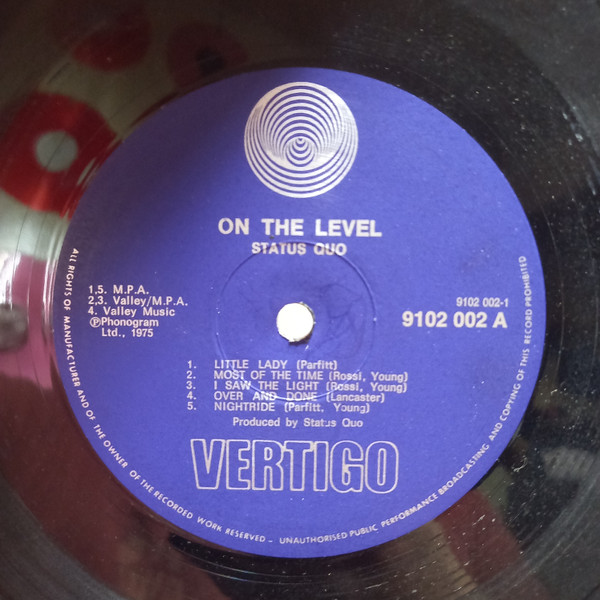 ON THE LEVEL
STATUS QUO
1,5. M.P.A.
2,3. Valley/M.P.A.
4. Valley Music
ⓅPhonogram
Ltd., 1975
9102 002-1
9102 002 A
1. LITTLE LADY (Parfitt)
2. MOST OF THE TIME (Rossi, Young)
3. I SAW THE LIGHT (Rossi, Young)
4. OVER AND DONE (Lancaster)
5. NIGHTRIDE (Parfitt, Young)
Produced by Status Quo
VERTIGO
ALL RIGHTS OF MANUFACTURER AND OF THE OWNER OF THE RECORDED WORK RESERVED – UNAUTHORISED PUBLIC PERFORMANCE BROADCASTING AND COPYING OF THIS RECORD PROHIBITED